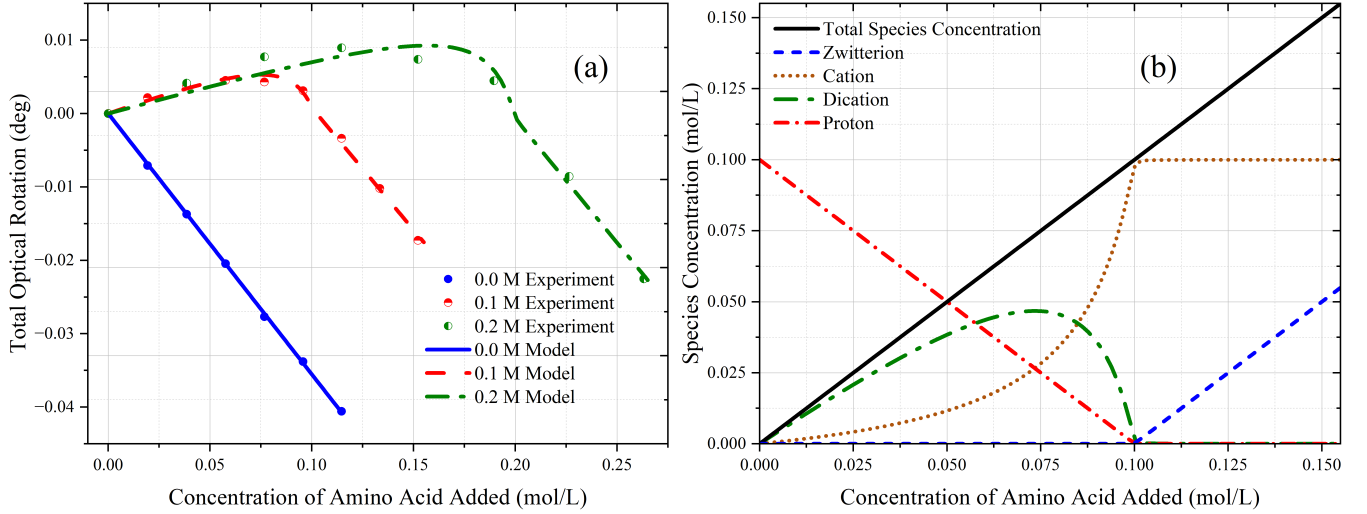 (a)
Total Optical Rotation (deg)
0.01
0.00
−0.01
−0.02
−0.03
−0.04
0.0 M Experiment
0.1 M Experiment
0.2 M Experiment
0.0 M Model
0.1 M Model
0.2 M Model
0.00 0.05 0.10 0.15 0.20 0.25
Concentration of Amino Acid Added (mol/L)
(b)
Species Concentration (mol/L)
0.150
0.125
0.100
0.075
0.050
0.025
0.000
Total Species Concentration
Zwitterion
Cation
Dication
Proton
0.000 0.025 0.050 0.075 0.100 0.125 0.150
Concentration of Amino Acid Added (mol/L)